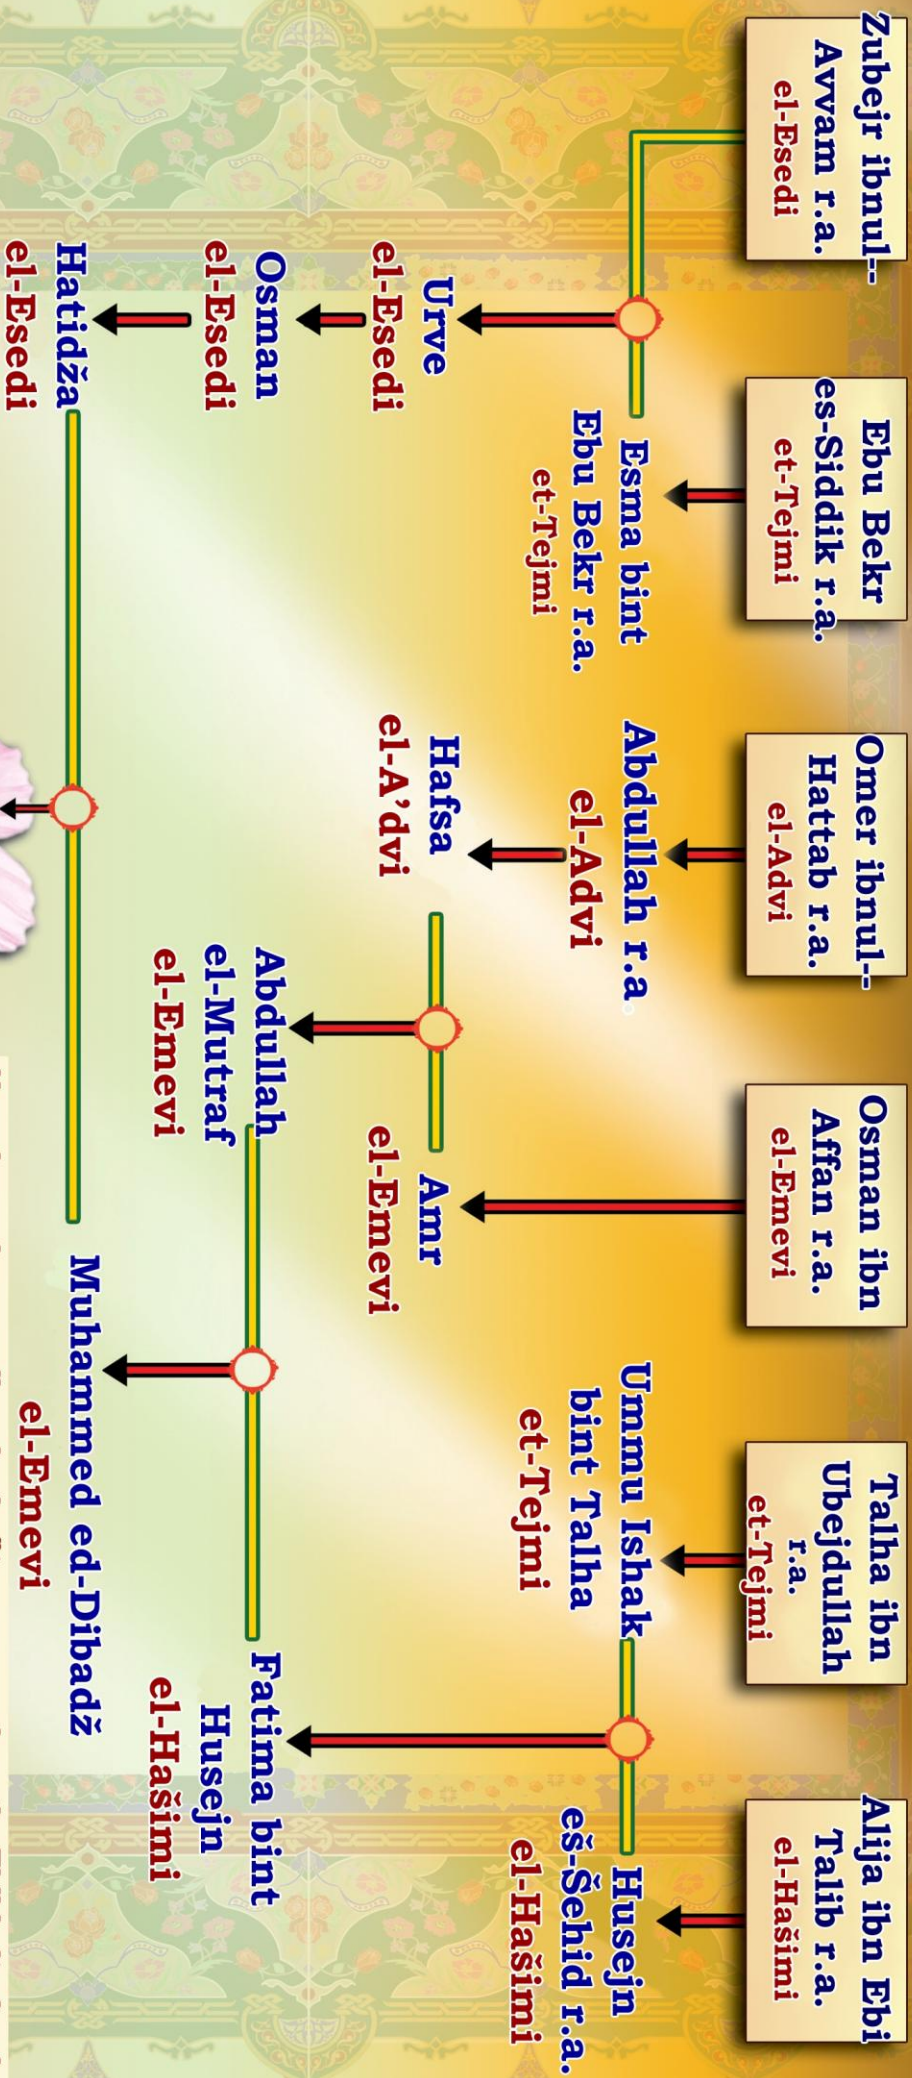 Zubejr ibnul--
Avvam r.a.
el-Esedi
Ebu Bekr
es-Siddik r.a.
et-Tejmi
Omer ibnul--
Hattab r.a.
el-Advi
Osman ibn
Affan r.a.
el-Emevi
Talha ibn
Ubejdullah
r.a.
et-Tejmi
Alija ibn Ebi
Talib r.a.
el-Hašimi
Esma bint
Ebu Bekr r.a.
et-Tejmi
Abdullah r.a
el-Advi
Ummu Ishak
bint Talha
et-Tejmi
Husejn
eš-Šehid r.a.
el-Hašimi
Urve
el-Esedi
Hafsa
el-A'dvi
Amr
el-Emevi
Osman
el-Esedi
Abdullah
el-Mutraf
el-Emevi
Fatima bint
Husejn
el-Hašimi
Hatidža
el-Esedi
Muhammed ed-Dibadž
el-Emevi